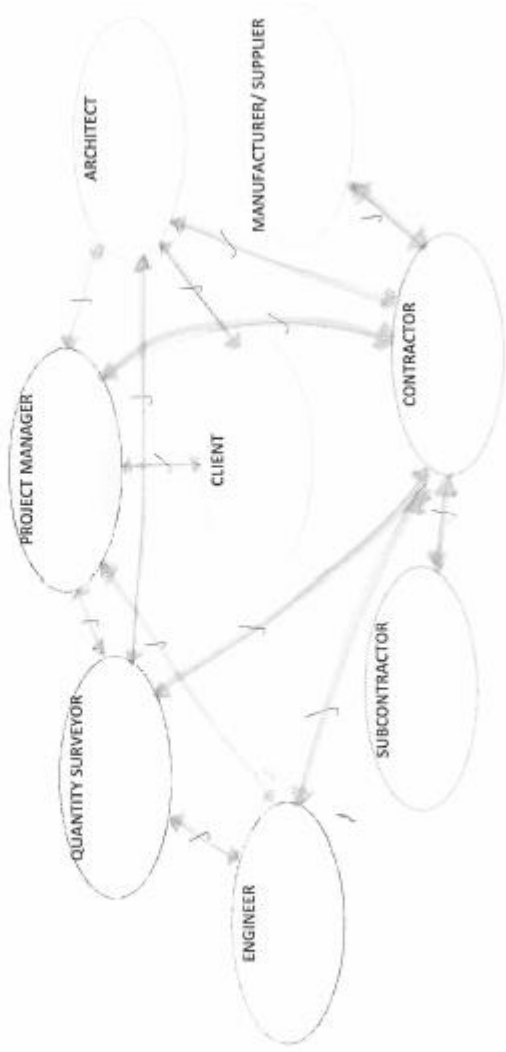 PROJECT MANAGER
ARCHITECT
QUANTITY SURVEYOR
CLIENT
MANUFACTURER/ SUPPLIER
ENGINEER
SUBCONTRACTOR
CONTRACTOR